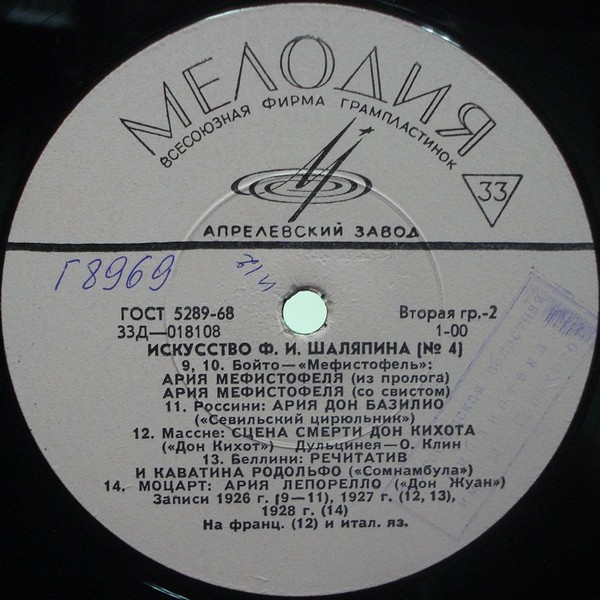 МЕЛОДИЯ
ВСЕСОЮЗНАЯ ФИРМА ГРАМПЛАСТИНОК
33
АПРЕЛЕВСКИЙ ЗАВОД
Г8969
ГОСТ 5289-68 Вторая гр.-2
33Д—018108 1-00
ИСКУССТВО Ф. И. ШАЛЯПИНА (№ 4)
9, 10. Бойто—«Мефистофель»:
АРИЯ МЕФИСТОФЕЛЯ (из пролога)
АРИЯ МЕФИСТОФЕЛЯ (со свистом)
11. Россини: АРИЯ ДОН БАЗИЛИО
(«Севильский цирюльник»)
12. Массне: СЦЕНА СМЕРТИ ДОН КИХОТА
(«Дон Кихот») Дульцинея—О. Клин
13. Беллини: РЕЧИТАТИВ
И КАВАТИНА РОДОЛЬФО («Сомнамбула»)
14. МОЦАРТ: АРИЯ ЛЕПОРЕЛЛО («Дон Жуан»)
Записи 1926 г. (9—11), 1927 г. (12, 13),
1928 г. (14)
На франц. (12) и итал. яз.